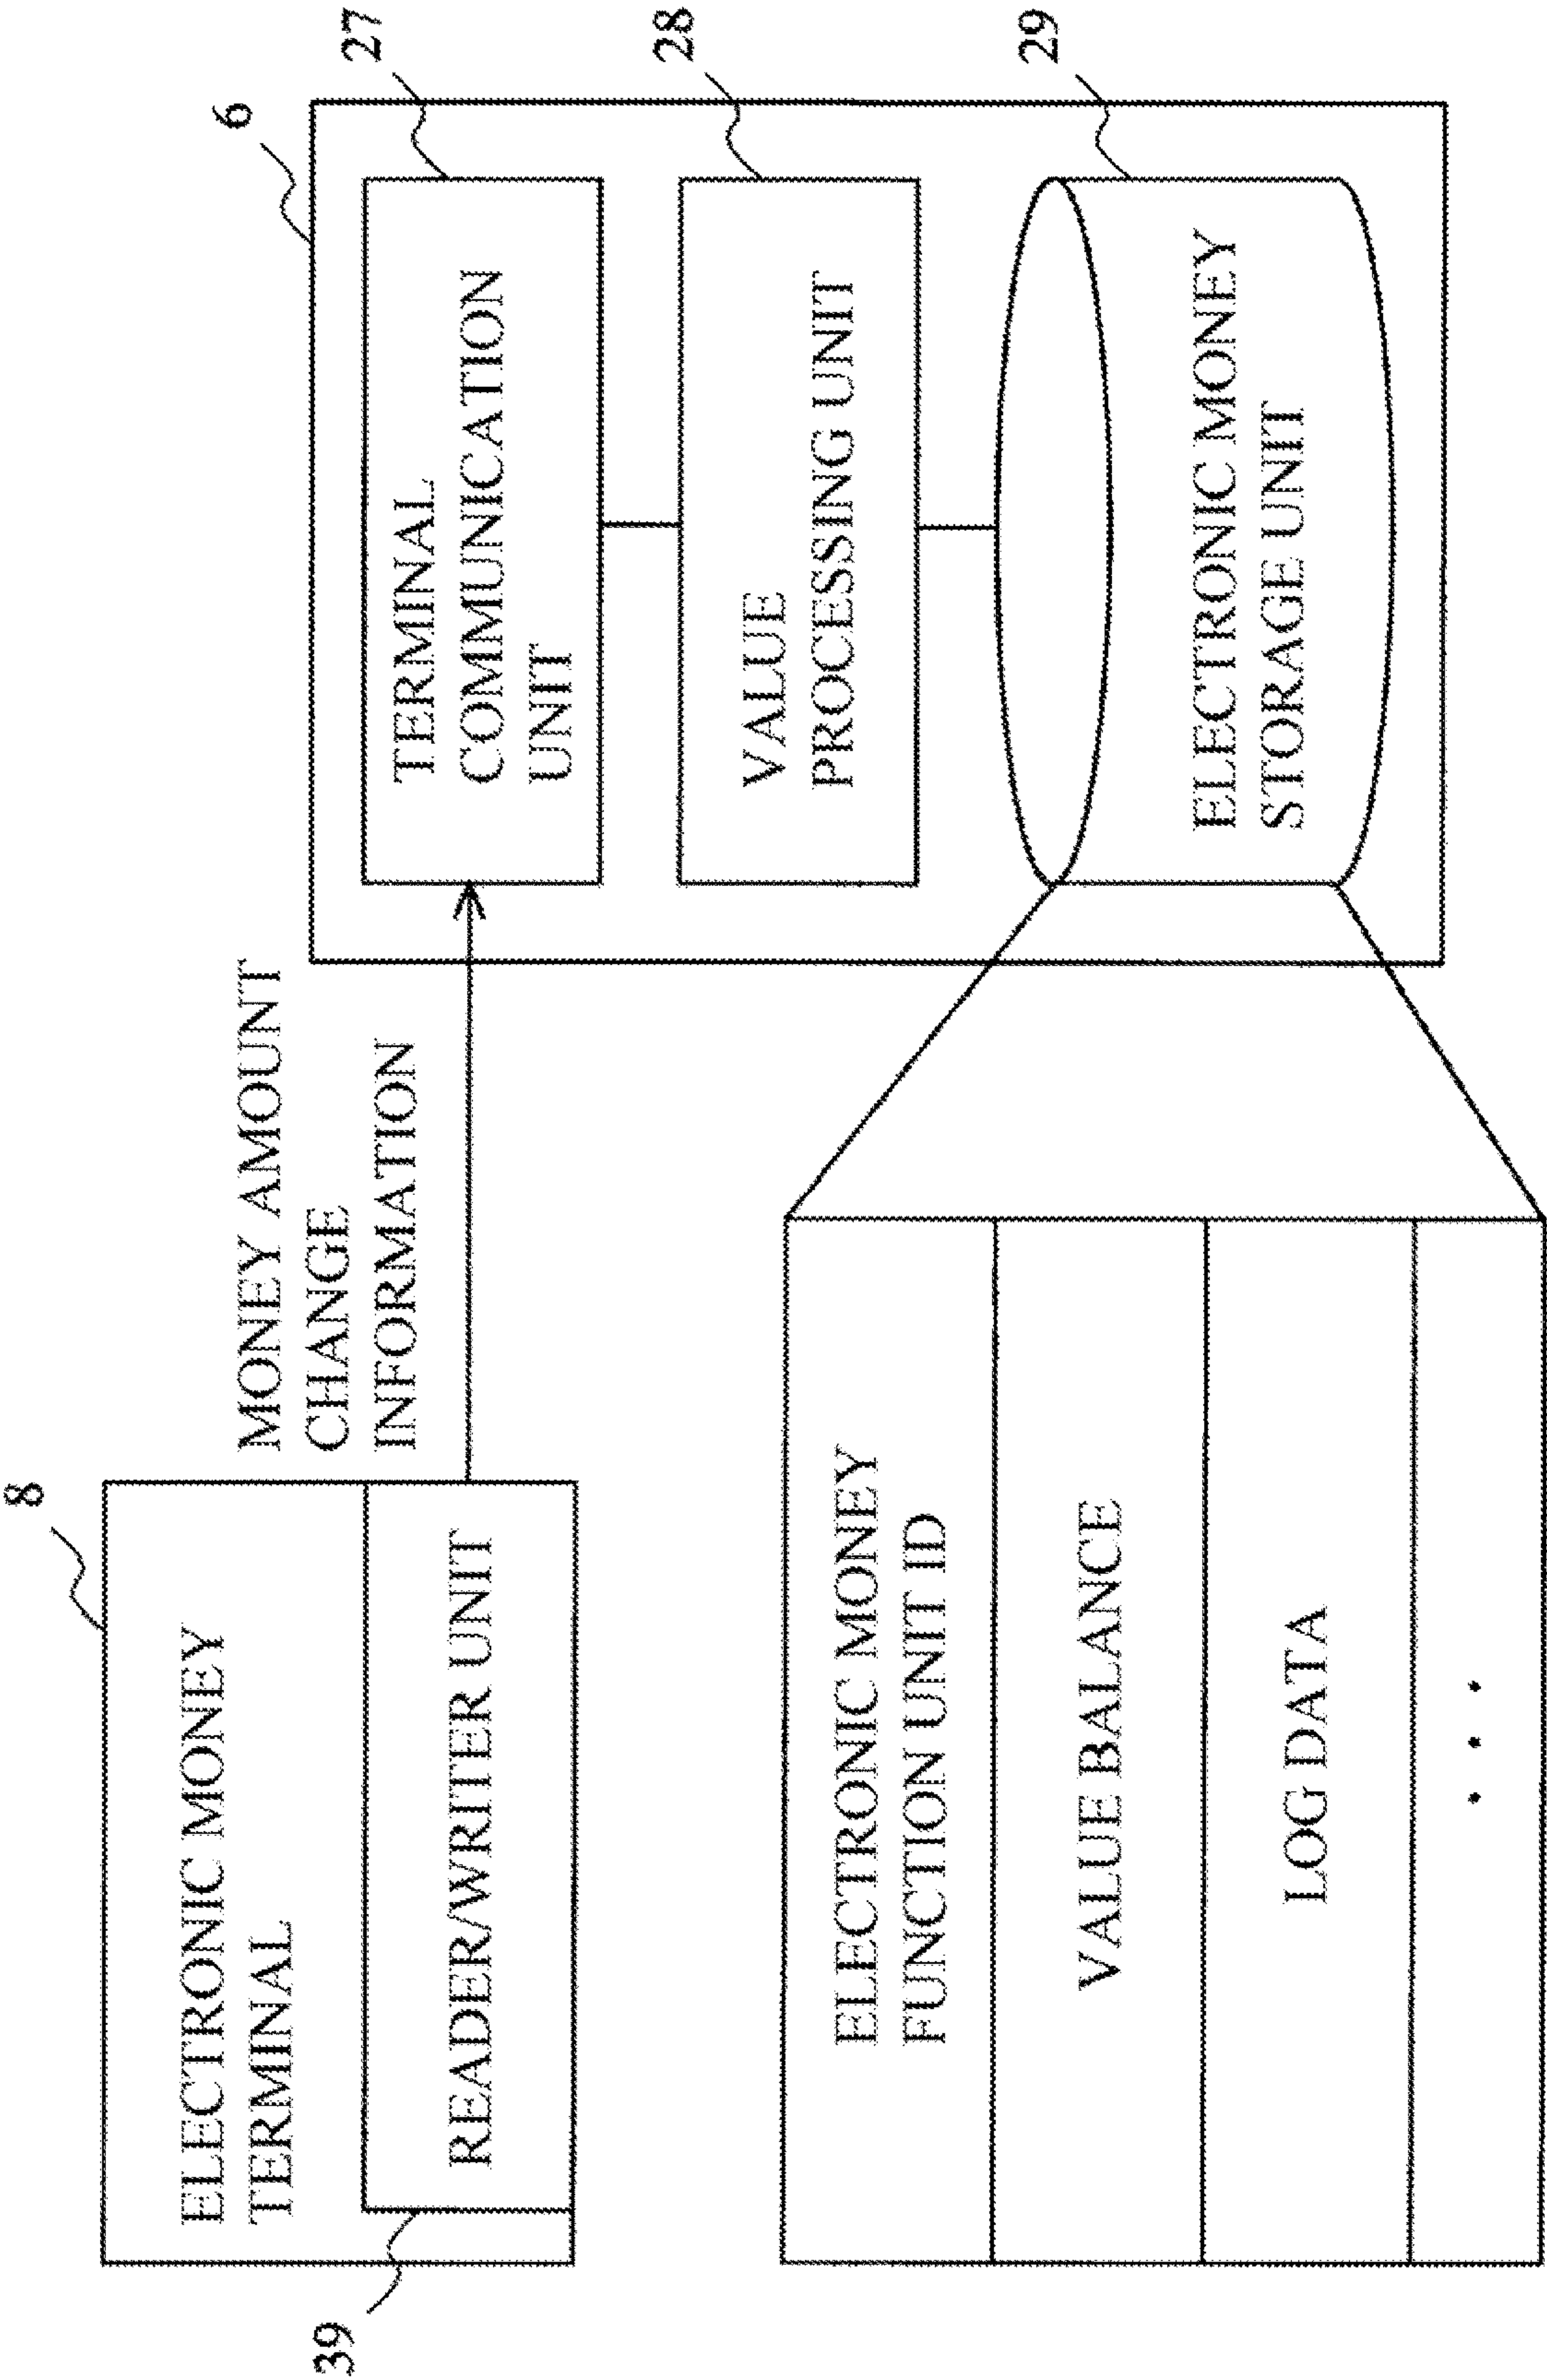 8
ELECTRONIC MONEY
TERMINAL
READER/WRITER UNIT
39
MONEY AMOUNT
CHANGE
INFORMATION
6
TERMINAL
COMMUNICATION
UNIT
27
VALUE
PROCESSING UNIT
28
ELECTRONIC MONEY
STORAGE UNIT
29
ELECTRONIC MONEY
FUNCTION UNIT ID
VALUE BALANCE
LOG DATA
• • •